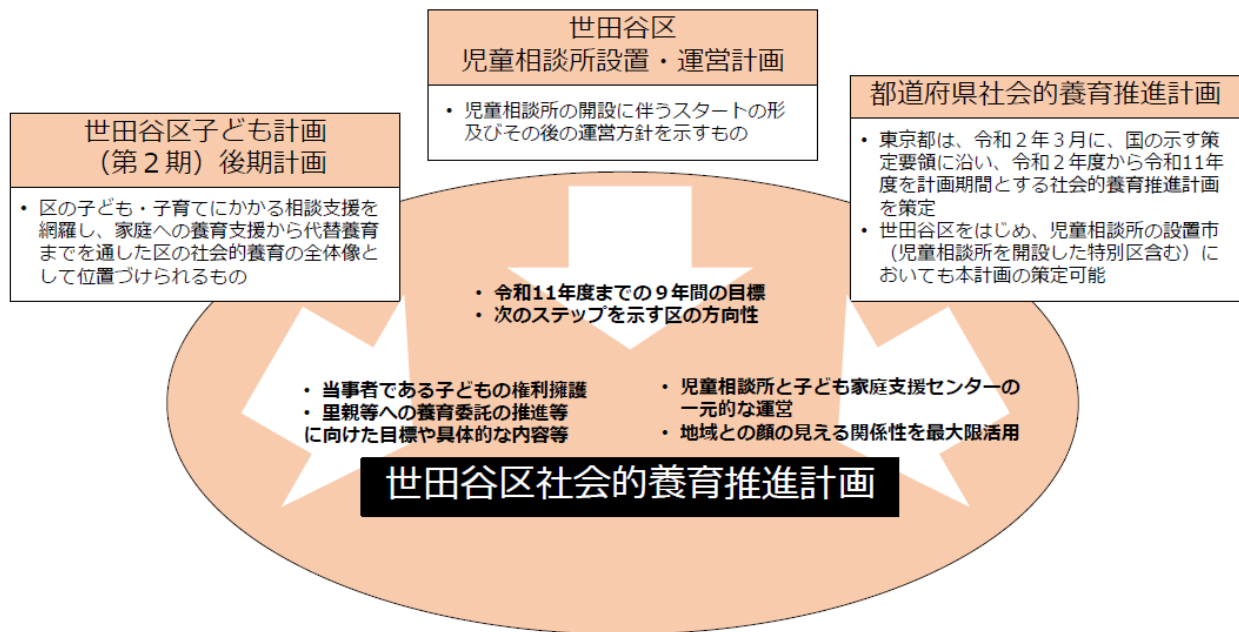 世田谷区
児童相談所設置・運営計画
・ 児童相談所の開設に伴うスタートの形
及びその後の運営方針を示すもの
世田谷区子ども計画
（第２期）後期計画
・ 区の子ども・子育てにかかる相談支援を
網羅し、家庭への養育支援から代替養育
までを通した区の社会的養育の全体像と
して位置づけられるもの
都道府県社会的養育推進計画
・ 東京都は、令和２年３月に、国の示す策
定要領に沿い、令和２年度から令和11年
度を計画期間とする社会的養育推進計画
を策定
・ 世田谷区をはじめ、児童相談所の設置市
（児童相談所を開設した特別区含む）に
おいても本計画の策定可能
・ 令和11年度までの９年間の目標
・ 次のステップを示す区の方向性
・ 当事者である子どもの権利擁護
・ 里親等への養育委託の推進等
に向けた目標や具体的な内容等
・ 児童相談所と子ども家庭支援センターの
一元的な運営
・ 地域との顔の見える関係性を最大限活用
世田谷区社会的養育推進計画